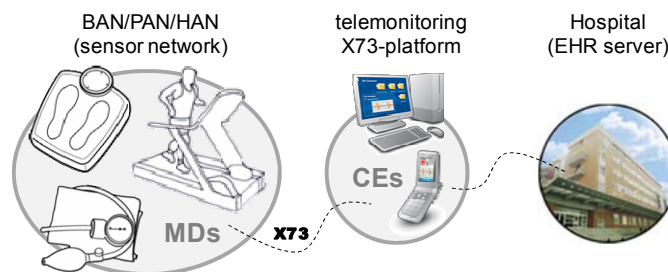 BAN/PAN/HAN
(sensor network)
telemonitoring
X73-platform
Hospital
(EHR server)
MDs
X73
CEs